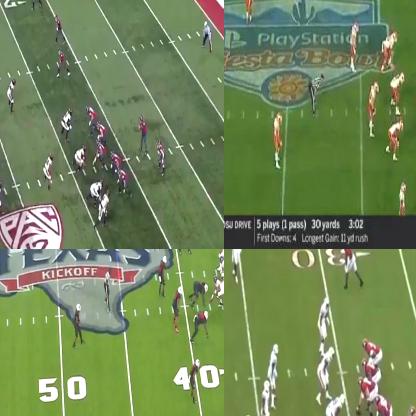 PAC
PlayStation
Fiesta Bowl
OSU DRIVE 5 plays (1 pass) 30 yards 3:02
First Downs: 4 Longest Gain: 11 yd rush
TEXAS
KICKOFF
50
40